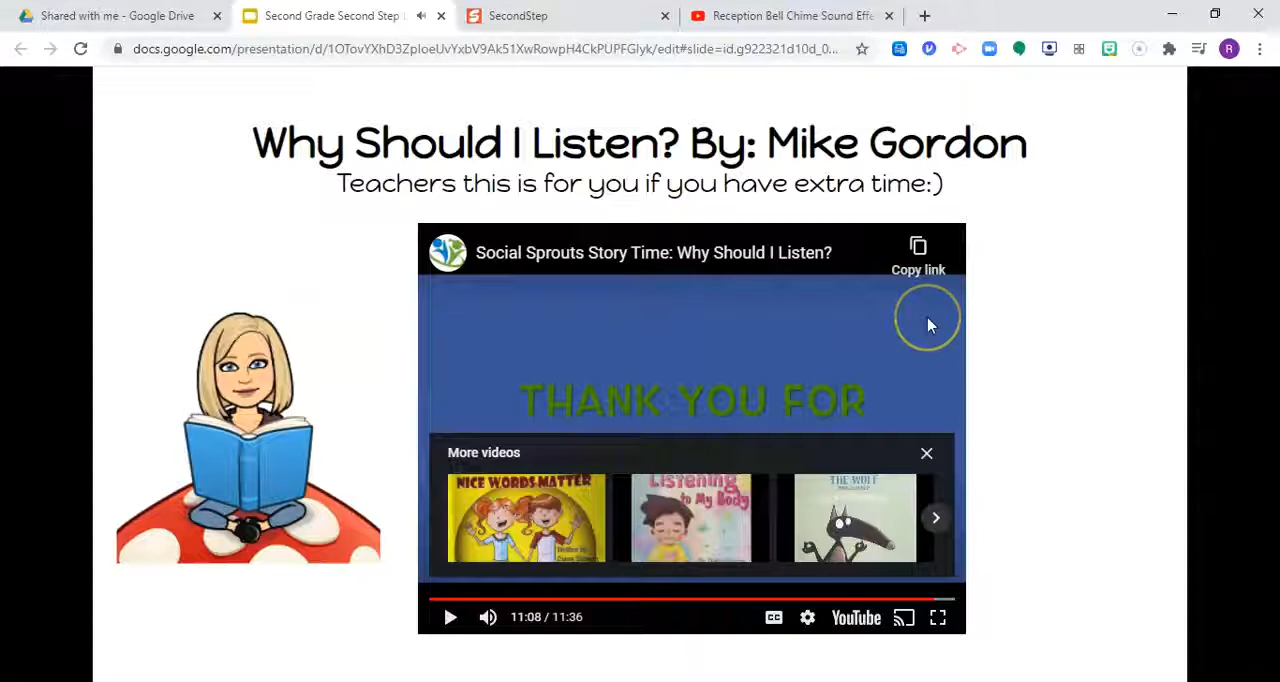 Shared with me - Google Drive
Second Grade Second Step
SecondStep
Reception Bell Chime Sound Effe
docs.google.com/presentation/d/1OTovYXhD3ZpIoeUvYxbV9Ak51XwRowpH4CkPUPFGlyk/edit#slide=id.g922321d10d_0...
R
Why Should I Listen? By: Mike Gordon
Teachers this is for you if you have extra time:)
Social Sprouts Story Time: Why Should I Listen?
Copy link
THANK YOU FOR
More videos
NICE WORDS MATTER
Listening
to My Body
THE WOLF
11:08 / 11:36
CC
YouTube